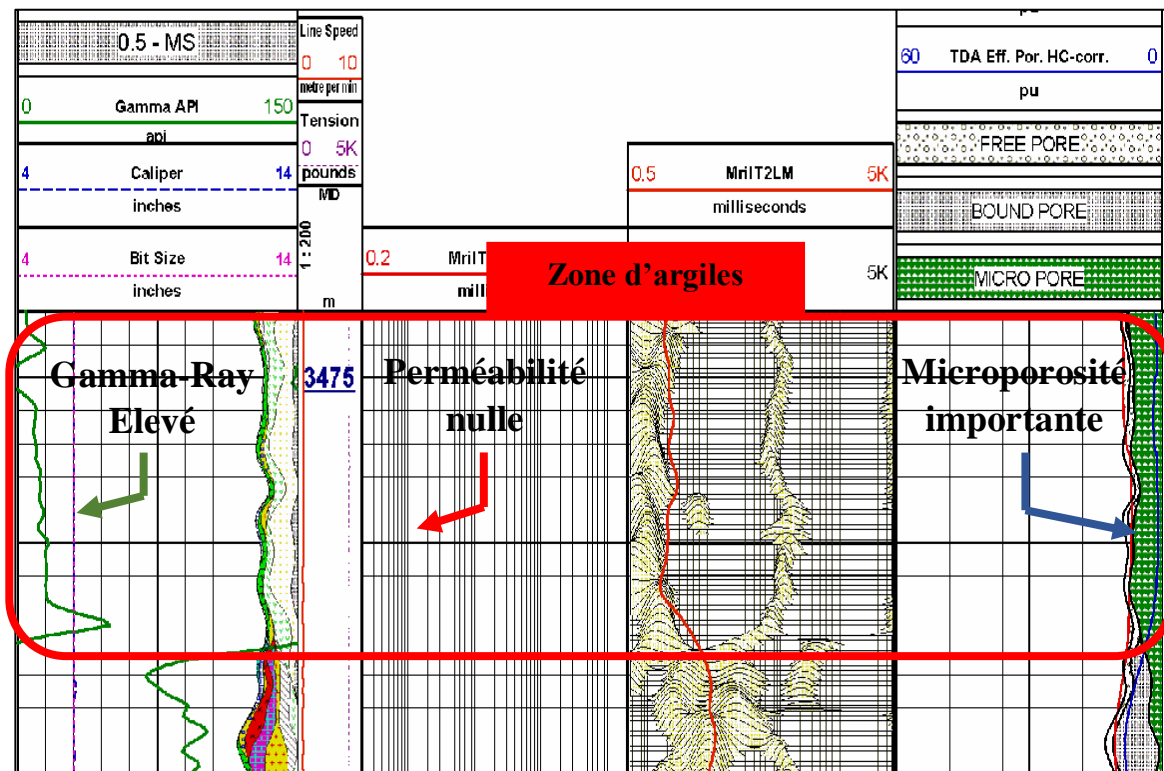 0.5 - MS
0 Gamma API 150
api
4 Caliper 14
inches
4 Bit Size 14
inches
Line Speed
0 10
metre per min
Tension
0 5K
pounds
MD
1 : 200
m
0.2 MrilT
mill
0.5 MrilT2LM 5K
milliseconds
5K
60 TDA Eff. Por. HC-corr. 0
pu
FREE PORE
BOUND PORE
MICRO PORE
Zone d’argiles
Gamma-Ray
Elevé
3475
Perméabilité
nulle
Microporosité
importante